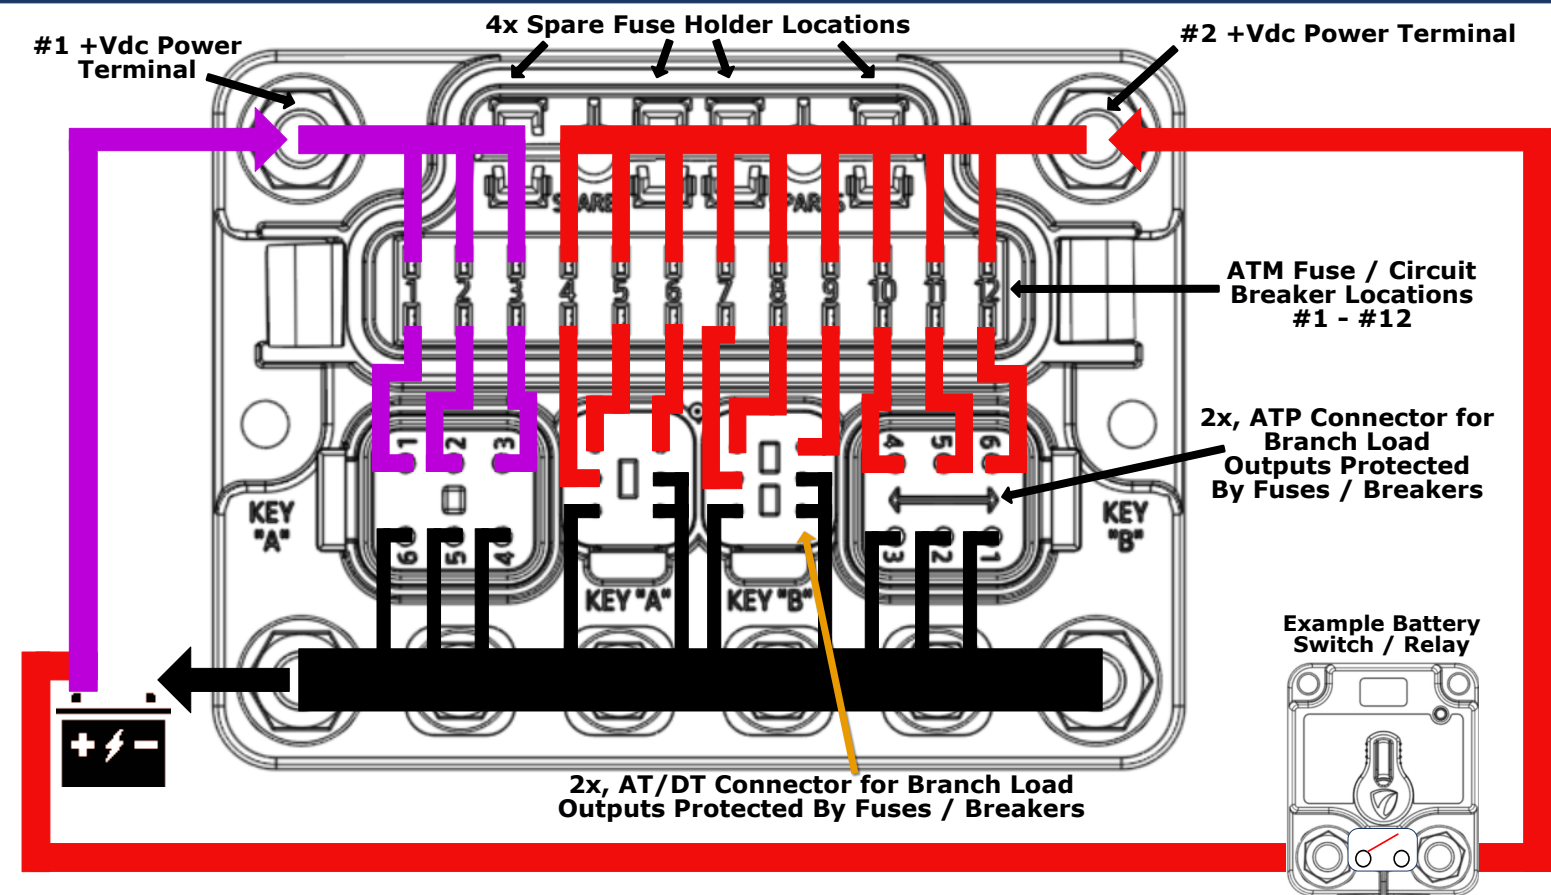 4x Spare Fuse Holder Locations
#1 +Vdc Power
Terminal
#2 +Vdc Power Terminal
SPARE
SPARES
1 2 3 4 5 6 7 8 9 10 11 12
ATM Fuse / Circuit
Breaker Locations
#1 - #12
2x, ATP Connector for
Branch Load
Outputs Protected
By Fuses / Breakers
1 2 3
4 5 6
KEY
"A"
KEY
"B"
6 5 4
3 2 1
KEY "A"
KEY "B"
Example Battery
Switch / Relay
2x, AT/DT Connector for Branch Load
Outputs Protected By Fuses / Breakers